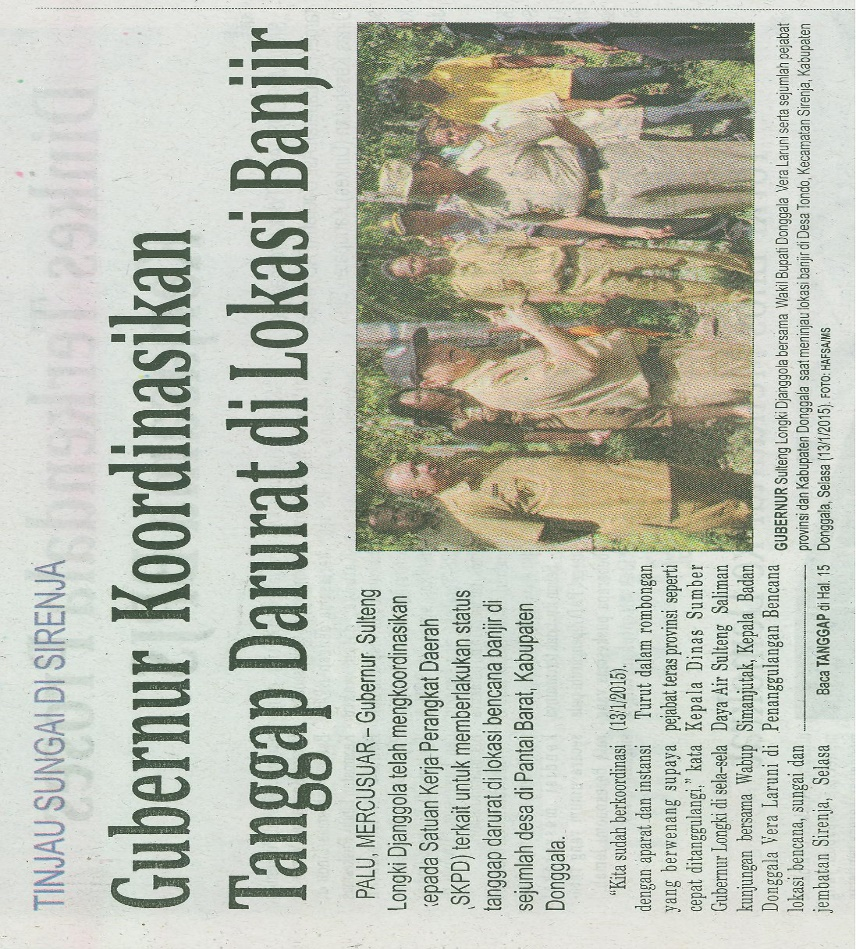 TINJAU SUNGAI DI SIRENJA
Gubernur Koordinasikan
Tanggap Darurat di Lokasi Banjir
PALU, MERCUSUAR – Gubernur Sulteng
Longki Djanggola telah mengkoordinasikan
kepada Satuan Kerja Perangkat Daerah
(SKPD) terkait untuk memberlakukan status
tanggap darurat di lokasi bencana banjir di
sejumlah desa di Pantai Barat, Kabupaten
Donggala.
“Kita sudah berkoordinasi
dengan aparat dan instansi
yang berwenang supaya
cepat ditanggulangi,” kata
Gubernur Longki di sela-sela
kunjungan bersama Wabup
Donggala Vera Laruni di
lokasi bencana, sungai dan
jembatan Sirenja, Selasa
(13/1/2015).
Turut dalam rombongan
pejabat teras provinsi seperti
Kepala Dinas Sumber
Daya Air Sulteng Saliman
Simanjutak, Kepala Badan
Penanggulangan Bencana
Baca TANGGAP di Hal. 15
GUBERNUR Sulteng Longki Djanggola bersama Wakil Bupati Donggala Vera Laruni serta sejumlah pejabat
provinsi dan Kabupaten Donggala saat meninjau lokasi banjir di Desa Tondo, Kecamatan Sirenja, Kabupaten
Donggala, Selasa (13/1/2015). FOTO: HAFSA/MS